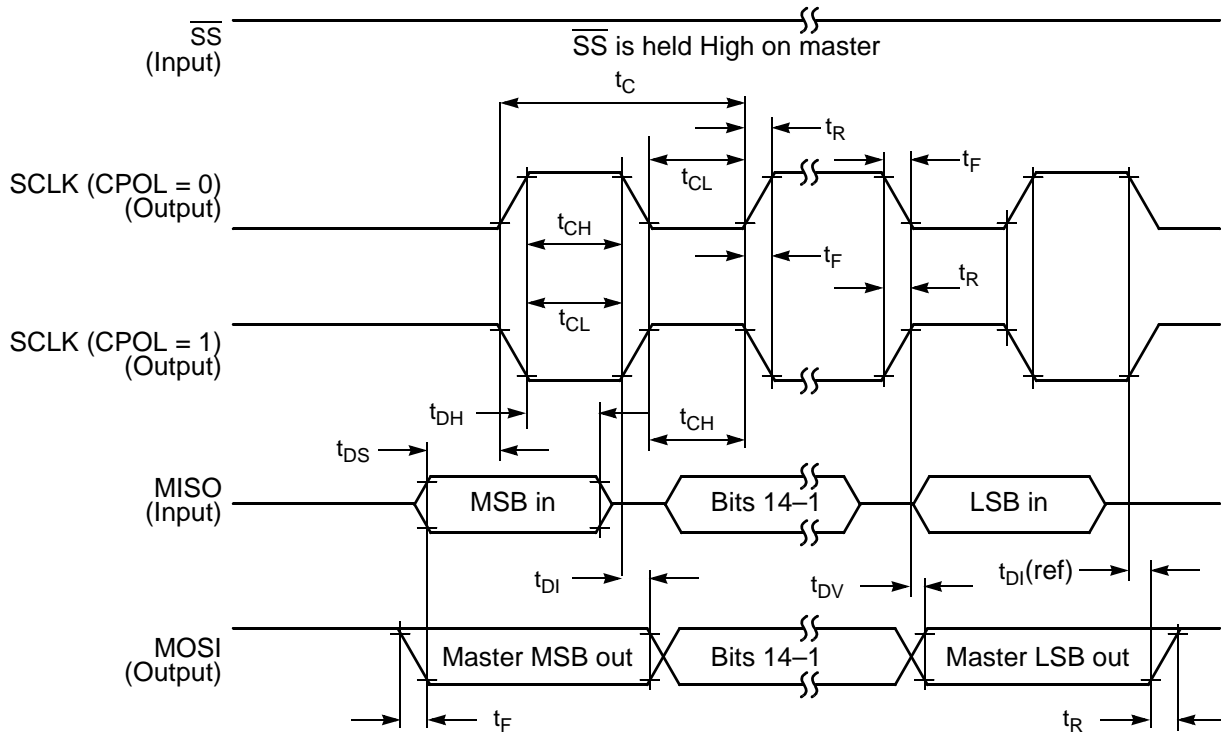 SS
(Input)
SS is held High on master
tC
tR
tCL
tF
SCLK (CPOL = 0)
(Output)
tCH
tF
tR
tCL
SCLK (CPOL = 1)
(Output)
tDH
tCH
tDS
MISO
(Input)
MSB in
Bits 14–1
LSB in
tDI
tDV
tDI(ref)
MOSI
(Output)
Master MSB out
Bits 14–1
Master LSB out
tF
tR